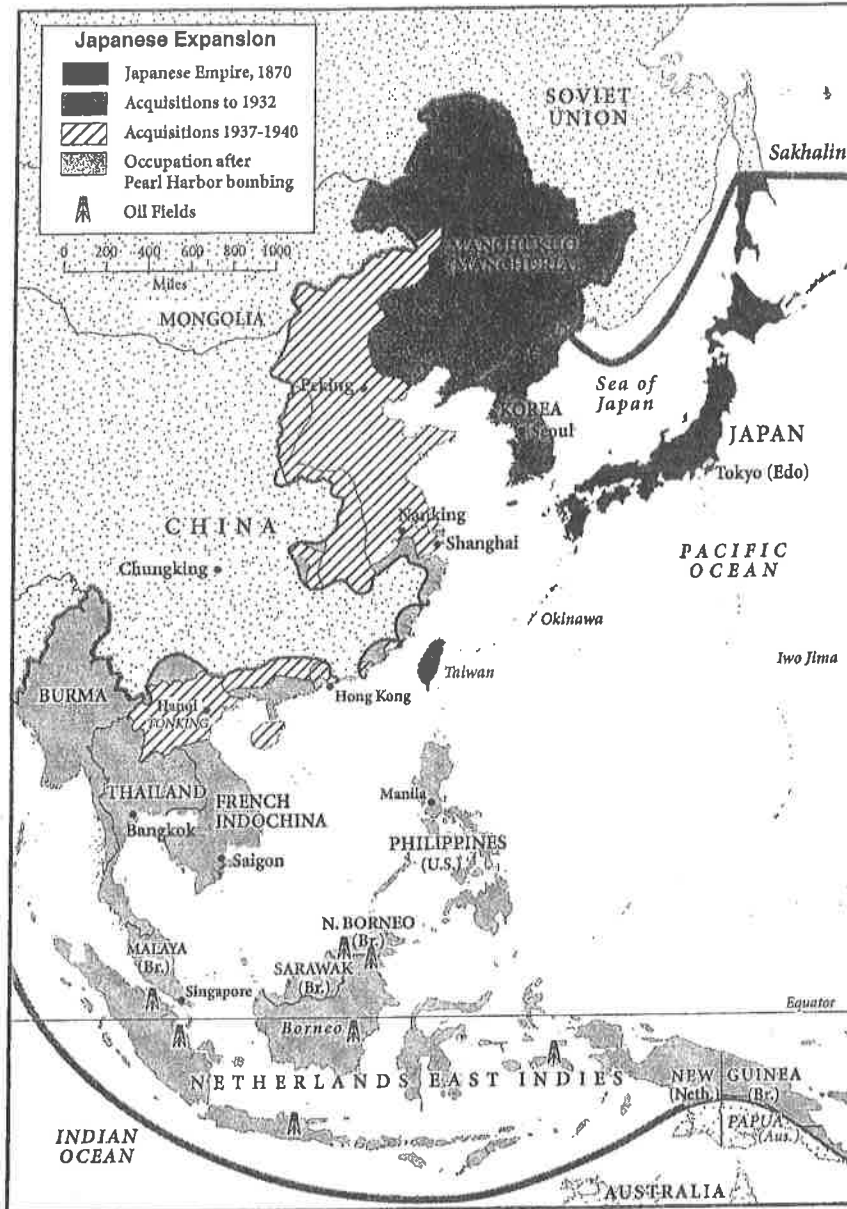 Japanese Expansion
Japanese Empire, 1870
Acquisitions to 1932
Acquisitions 1937-1940
Occupation after
Pearl Harbor bombing
Oil Fields
0 200 400 600 800 1000
Miles
SOVIET
UNION
Sakhalin
MANCHUKUO
(MANCHURIA)
MONGOLIA
Peking
Sea of
Japan
KOREA
Seoul
JAPAN
Tokyo (Edo)
CHINA
Nanking
Shanghai
Chungking
PACIFIC
OCEAN
Okinawa
Taiwan
Iwo Jima
BURMA
Hanoi
TONKING
Hong Kong
THAILAND
Bangkok
FRENCH
INDOCHINA
Saigon
Manila
PHILIPPINES
(U.S.)
N. BORNEO
(Br.)
MALAYA
(Br.)
SARAWAK
(Br.)
Singapore
Equator
Borneo
NETHERLANDS EAST INDIES
NEW GUINEA
(Neth.) (Br.)
PAPUA
(Aus.)
INDIAN
OCEAN
AUSTRALIA